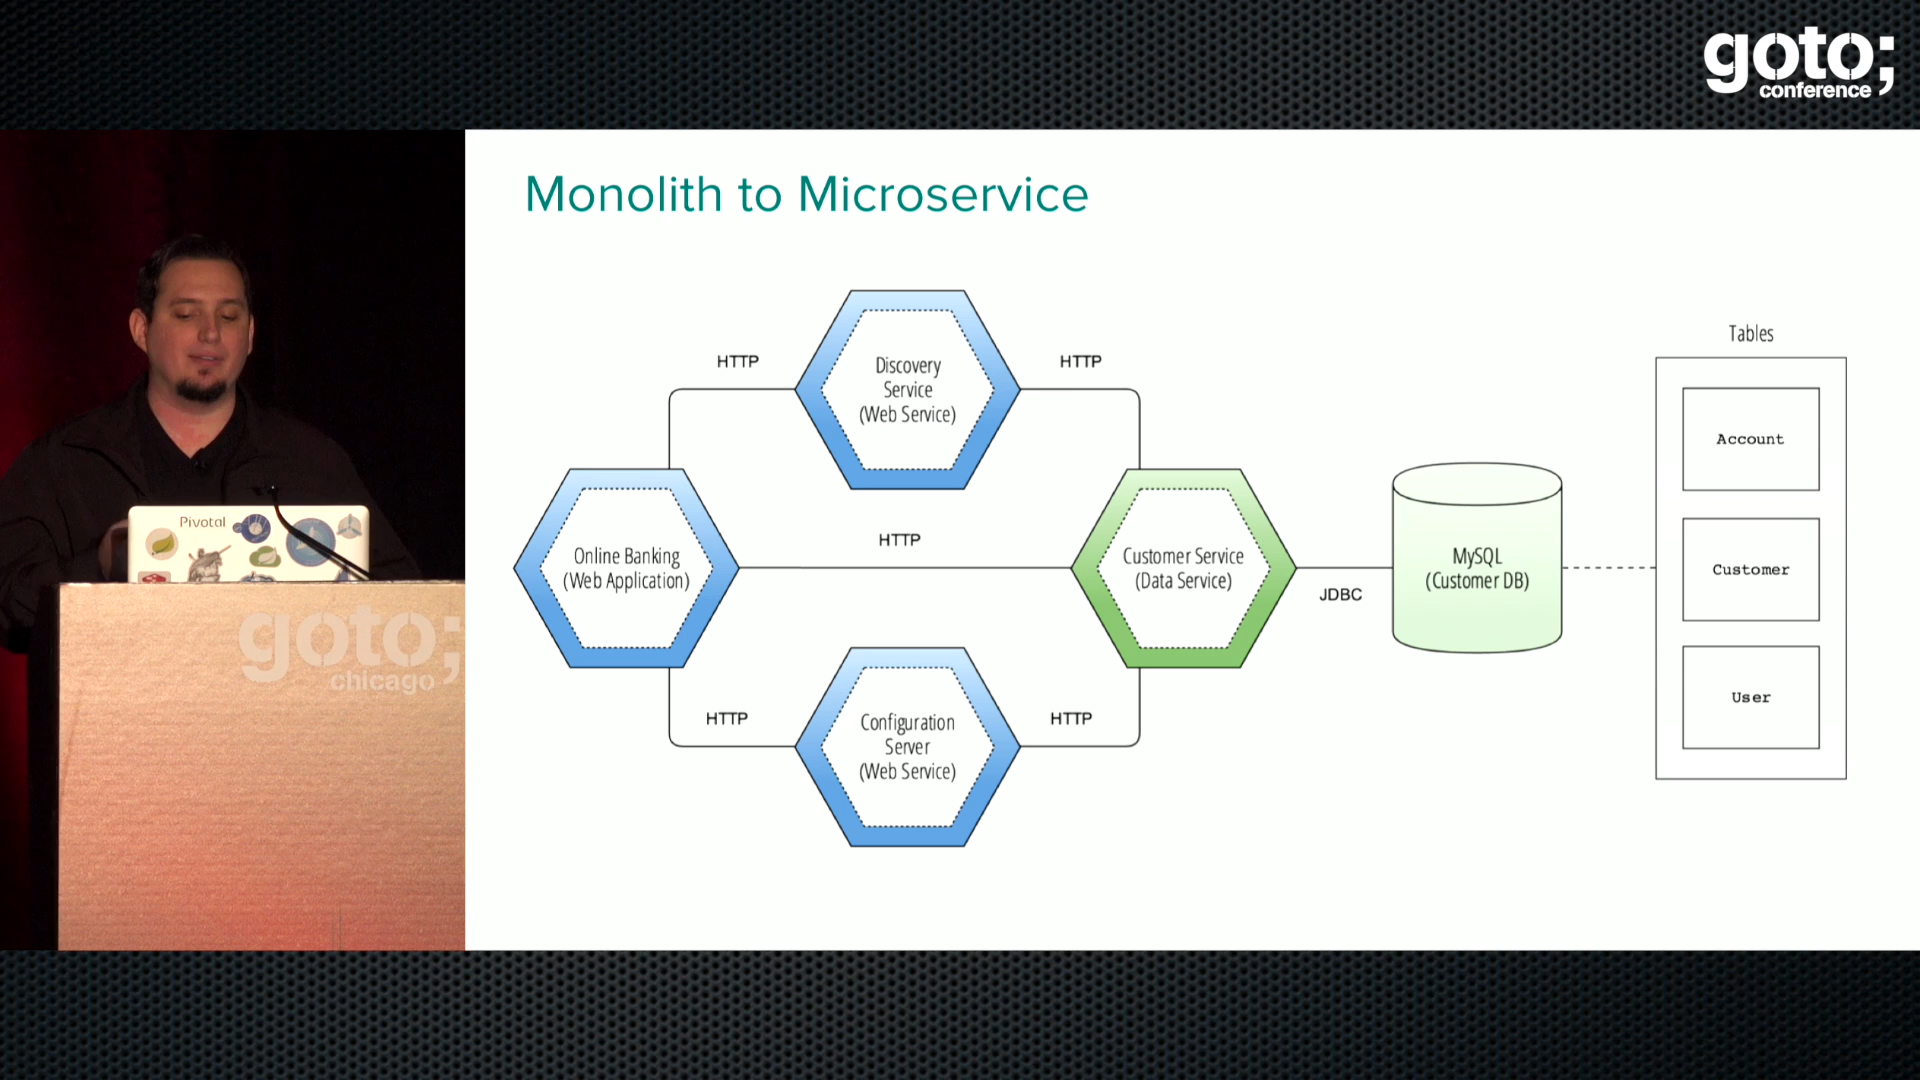 goto;
conference
Monolith to Microservice
Tables
HTTP
HTTP
Discovery
Service
(Web Service)
Account
Pivotal
HTTP
Online Banking
(Web Application)
Customer Service
(Data Service)
JDBC
MySQL
(Customer DB)
Customer
goto;
chicago
User
HTTP
HTTP
Configuration
Server
(Web Service)